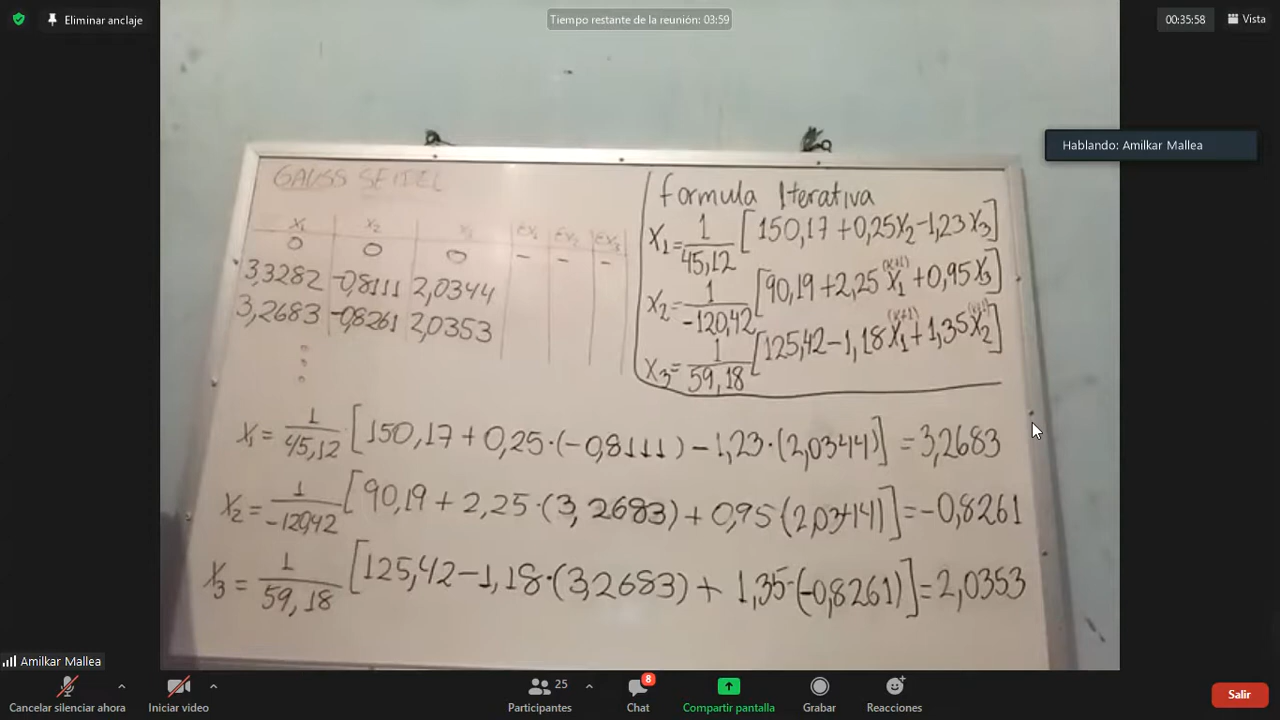 Eliminar anclaje
Tiempo restante de la reunión: 03:59
00:35:58
Vista
Hablando: Amilkar Mallea
GAUSS SEIDEL
x₁ x₂ x₃ εx₁ εx₂ εx₃
0 0 0 - - -
3,3282 -0,8111 2,0344
3,2683 -0,8261 2,0353
⋮
formula Iterativa
X₁= 1/45,12 [150,17+0,25X₂-1,23X₃]
X₂= 1/-120,42 [90,19+2,25X₁^(k+1)+0,95X₃]
X₃= 1/59,18 [125,42-1,18X₁^(k+1)+1,35X₂^(k+1)]
X₁= 1/45,12 [150,17+0,25·(-0,8111)-1,23·(2,0344)]=3,2683
X₂= 1/-120,42 [90,19+2,25·(3,2683)+0,95(2,0344)]=-0,8261
X₃= 1/59,18 [125,42-1,18·(3,2683)+1,35·(-0,8261)]=2,0353
Amilkar Mallea
Cancelar silenciar ahora
Iniciar video
25
Participantes
8
Chat
Compartir pantalla
Grabar
Reacciones
Salir